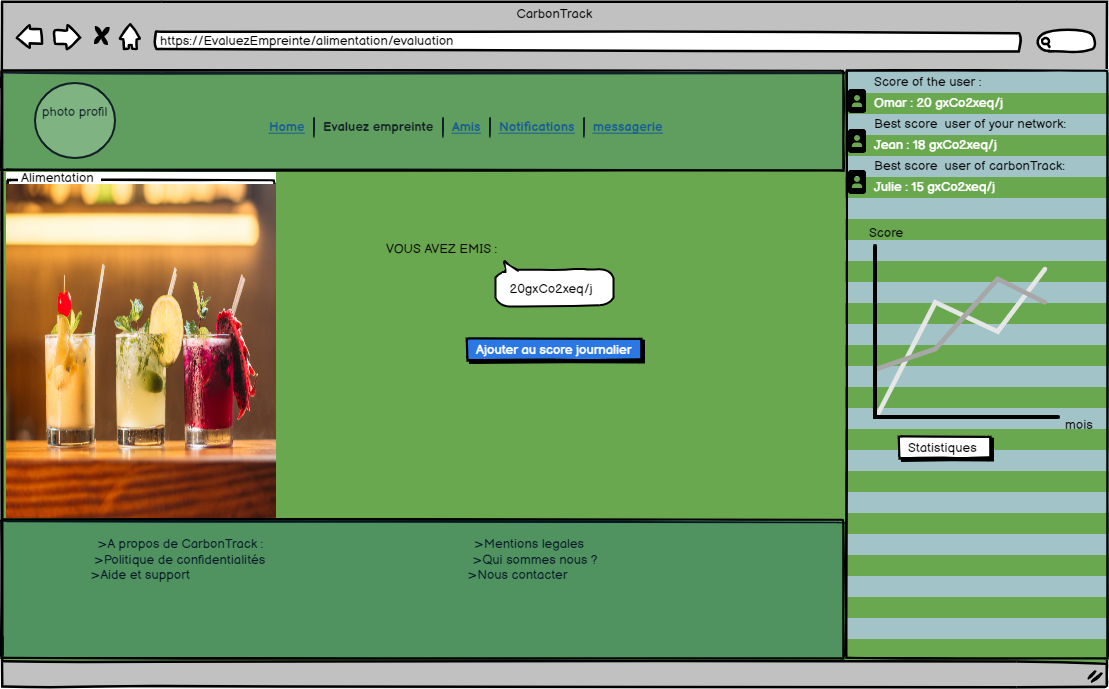 CarbonTrack
https://EvaluezEmpreinte/alimentation/evaluation
photo profil
Home
Evaluez empreinte
Amis
Notifications
messagerie
Alimentation
VOUS AVEZ EMIS :
20gxCo2xeq/j
Ajouter au score journalier
>A propos de CarbonTrack :
>Politique de confidentialités
>Aide et support
>Mentions legales
>Qui sommes nous ?
>Nous contacter
Score of the user :
Omar : 20 gxCo2xeq/j
Best score  user of your network:
Jean : 18 gxCo2xeq/j
Best score  user of carbonTrack:
Julie : 15 gxCo2xeq/j
Score
mois
Statistiques